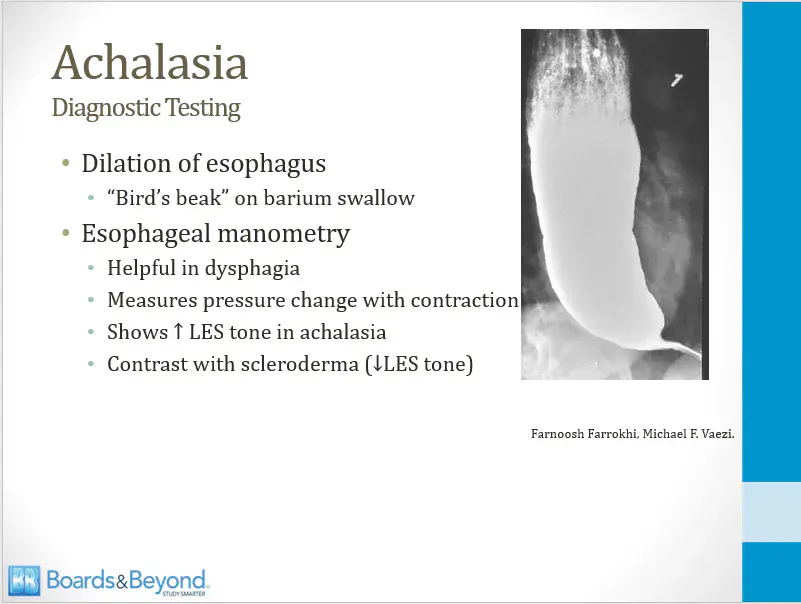 Achalasia
Diagnostic Testing
• Dilation of esophagus
• “Bird’s beak” on barium swallow
• Esophageal manometry
• Helpful in dysphagia
• Measures pressure change with contraction
• Shows ↑ LES tone in achalasia
• Contrast with scleroderma (↓LES tone)
Farnoosh Farrokhi, Michael F. Vaezi.
BB Boards&Beyond.
STUDY SMARTER